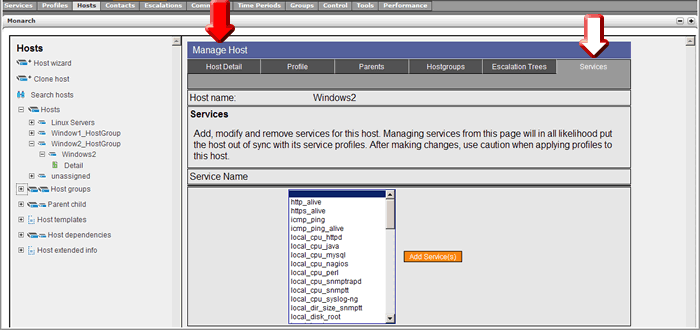 Services Profiles Hosts Contacts Escalations Time Periods Groups Control Tools Performance
Monarch
Hosts
Host wizard
Clone host
Search hosts
Hosts
Linux Servers
Window1_HostGroup
Window2_HostGroup
Windows2
Detail
unassigned
Host groups
Parent child
Host templates
Host dependencies
Host extended info
Manage Host
Host Detail Profile Parents Hostgroups Escalation Trees Services
Host name: Windows2
Services
Add, modify and remove services for this host. Managing services from this page will in all likelihood put
the host out of sync with its service profiles. After making changes, use caution when applying profiles to
this host.
Service Name
http_alive
https_alive
icmp_ping
icmp_ping_alive
local_cpu_httpd
local_cpu_java
local_cpu_mysql
local_cpu_nagios
local_cpu_perl
local_cpu_snmptrapd
local_cpu_snmptt
local_cpu_syslog-ng
local_dir_size_snmptt
local_disk_root
Add Service(s)